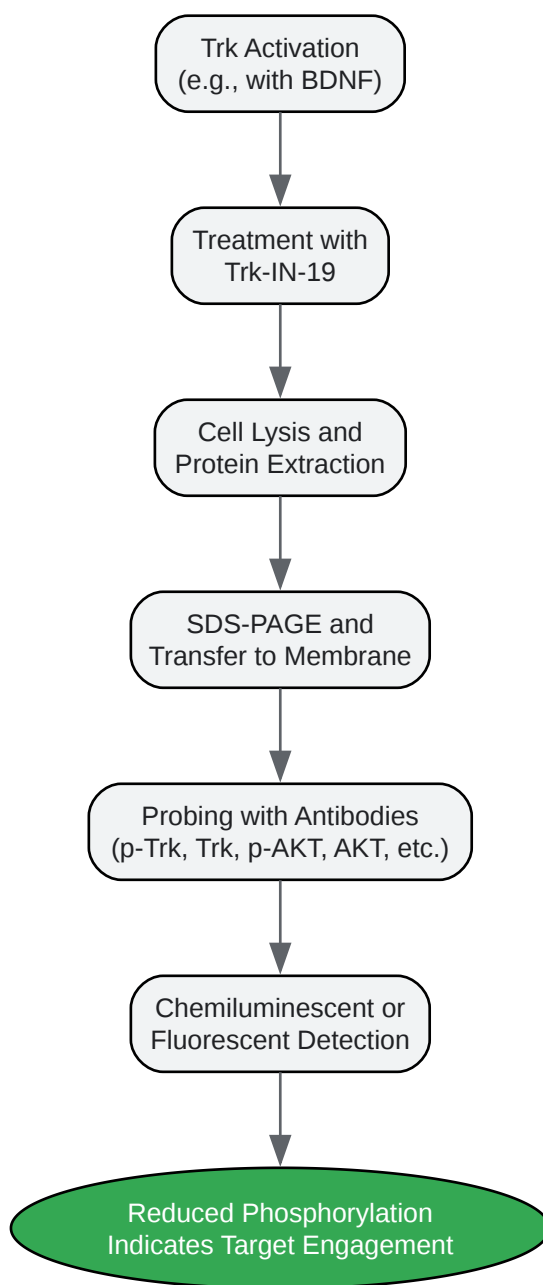 Trk Activation
(e.g., with BDNF)
Treatment with
Trk-IN-19
Cell Lysis and
Protein Extraction
SDS-PAGE and
Transfer to Membrane
Probing with Antibodies
(p-Trk, Trk, p-AKT, AKT, etc.)
Chemiluminescent or
Fluorescent Detection
Reduced Phosphorylation
Indicates Target Engagement